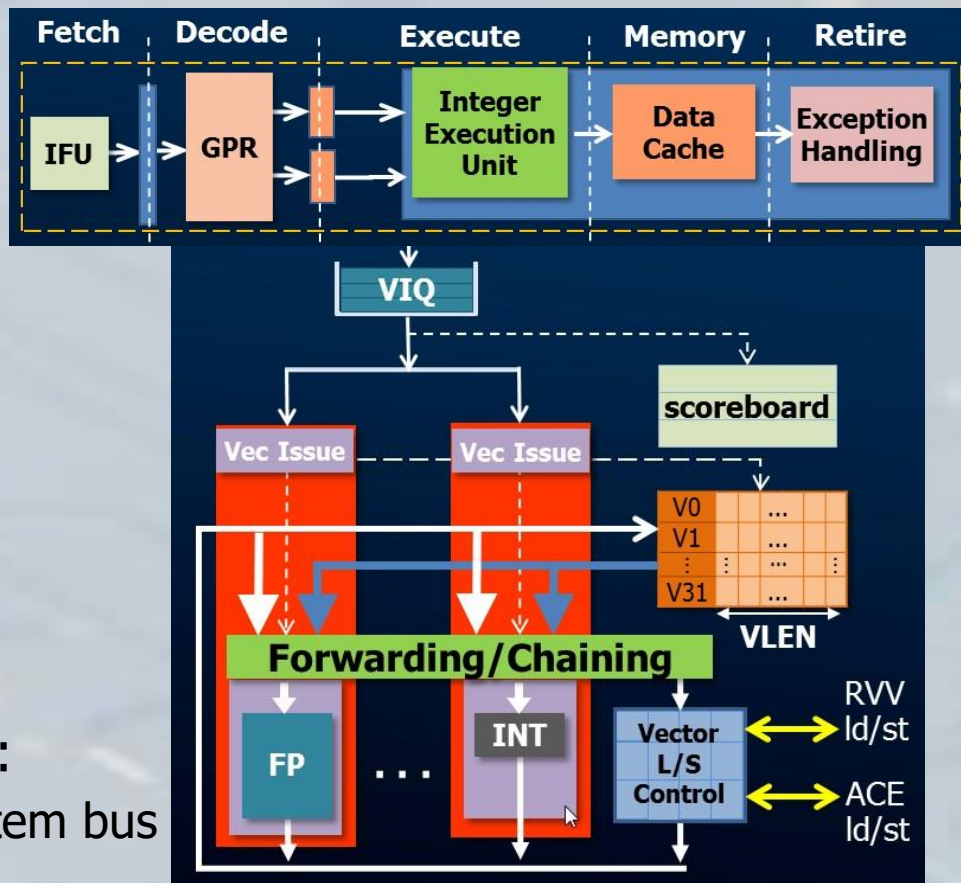 Fetch Decode Execute Memory Retire
IFU
GPR
Integer
Execution
Unit
Data
Cache
Exception
Handling
VIQ
scoreboard
Vec Issue
Vec Issue
V0 ...
V1 ...
⋮ ⋮ ... ⋮
V31 ...
VLEN
Forwarding/Chaining
FP
...
INT
Vector
L/S
Control
RVV
ld/st
ACE
ld/st
:
tem bus